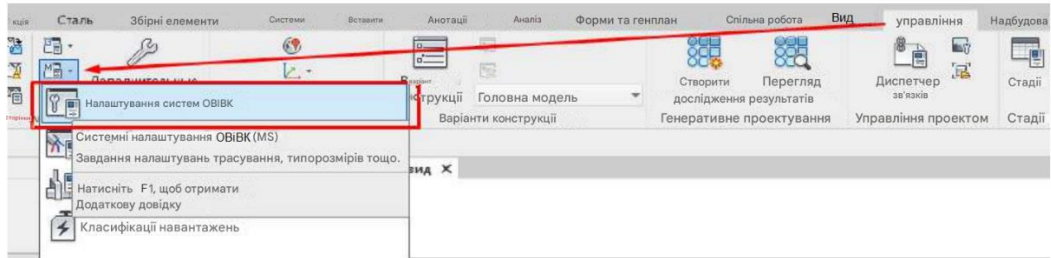 кція Сталь Збірні елементи Системи Вставити Анотації Аналіз Форми та генплан Спільна робота Вид управління Надбудова
Створити Перегляд Диспетчер Стадії
дослідження результатів зв'язків
конструкції Головна модель
Варіанти конструкції Генеративне проектування Управління проектом Стадії
Налаштування систем ОВІВК
Системні налаштування ОВіВК (MS)
Завдання налаштувань трасування, типорозмірів тощо.
вид
Натисніть F1, щоб отримати
Додаткову довідку
Класифікації навантажень